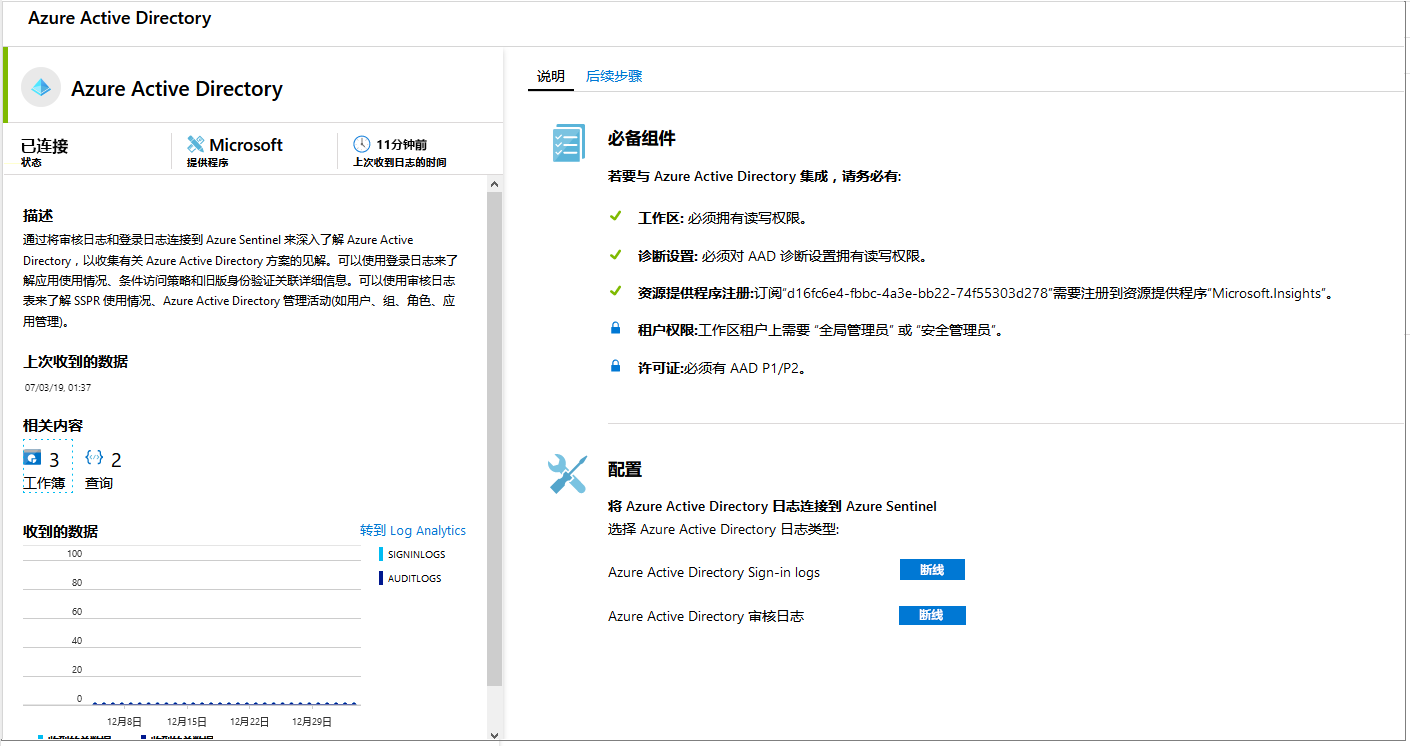 Azure Active Directory
Azure Active Directory
已连接
状态
Microsoft
提供程序
11分钟前
上次收到日志的时间
描述
通过将审核日志和登录日志连接到 Azure Sentinel 来深入了解 Azure Active
Directory，以收集有关 Azure Active Directory 方案的见解。可以使用登录日志来了
解应用使用情况、条件访问策略和旧版身份验证关联详细信息。可以使用审核日志
表来了解 SSPR 使用情况、Azure Active Directory 管理活动(如用户、组、角色、应
用管理)。
上次收到的数据
07/03/19, 01:37
相关内容
3
工作簿
2
查询
收到的数据
转到 Log Analytics
100
80
60
40
20
0
12月8日
12月15日
12月22日
12月29日
SIGNINLOGS
AUDITLOGS
说明
后续步骤
必备组件
若要与 Azure Active Directory 集成，请务必有:
工作区: 必须拥有读写权限。
诊断设置: 必须对 AAD 诊断设置拥有读写权限。
资源提供程序注册:订阅“d16fc6e4-fbbc-4a3e-bb22-74f55303d278”需要注册到资源提供程序“Microsoft.Insights”。
租户权限:工作区租户上需要 “全局管理员” 或 “安全管理员”。
许可证:必须有 AAD P1/P2。
配置
将 Azure Active Directory 日志连接到 Azure Sentinel
选择 Azure Active Directory 日志类型:
Azure Active Directory Sign-in logs
断线
Azure Active Directory 审核日志
断线